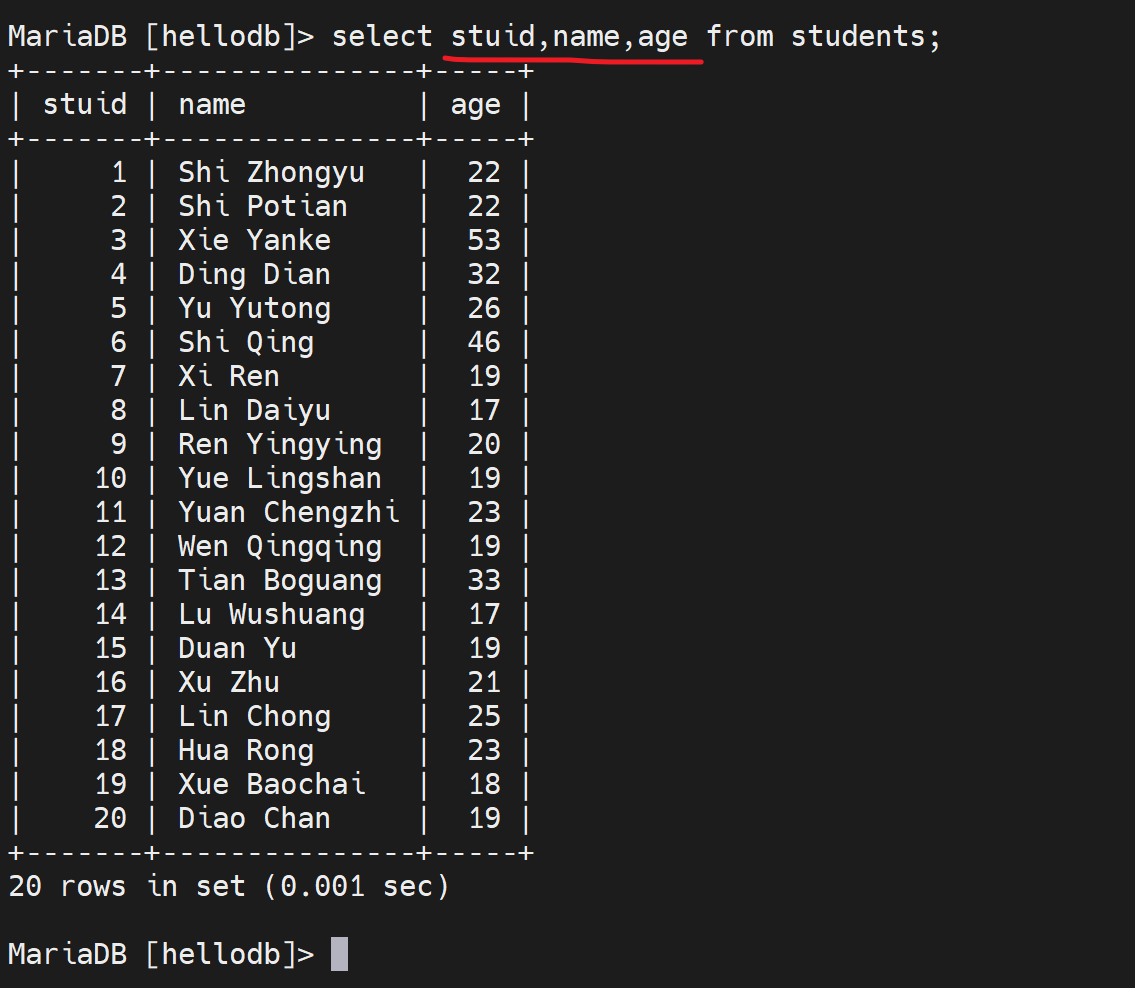 MariaDB [hellodb]> select stuid,name,age from students;
+-------+---------------+-----+
| stuid | name          | age |
+-------+---------------+-----+
|     1 | Shi Zhongyu   |  22 |
|     2 | Shi Potian    |  22 |
|     3 | Xie Yanke     |  53 |
|     4 | Ding Dian     |  32 |
|     5 | Yu Yutong     |  26 |
|     6 | Shi Qing      |  46 |
|     7 | Xi Ren        |  19 |
|     8 | Lin Daiyu     |  17 |
|     9 | Ren Yingying  |  20 |
|    10 | Yue Lingshan  |  19 |
|    11 | Yuan Chengzhi |  23 |
|    12 | Wen Qingqing  |  19 |
|    13 | Tian Boguang  |  33 |
|    14 | Lu Wushuang   |  17 |
|    15 | Duan Yu       |  19 |
|    16 | Xu Zhu        |  21 |
|    17 | Lin Chong     |  25 |
|    18 | Hua Rong      |  23 |
|    19 | Xue Baochai   |  18 |
|    20 | Diao Chan     |  19 |
+-------+---------------+-----+
20 rows in set (0.001 sec)
MariaDB [hellodb]>